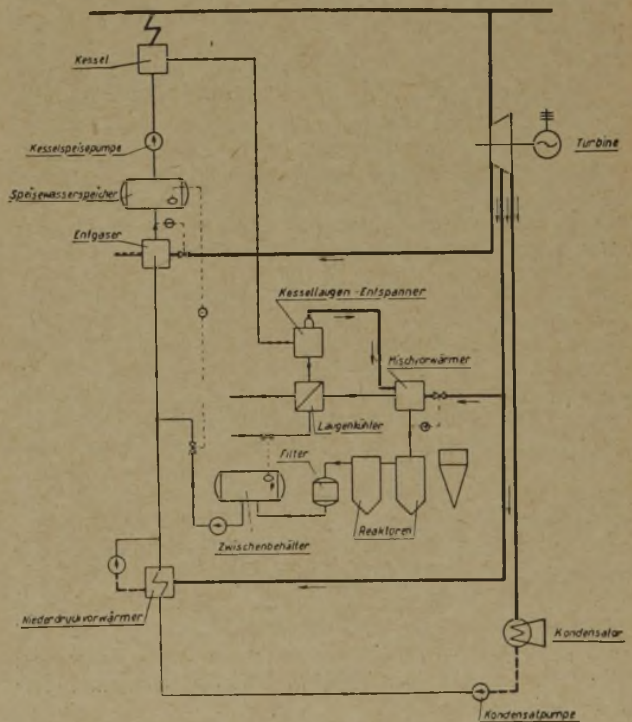 Kessel
Kesselspeisepumpe
Turbine
Speisewasserspeicher
Entgaser
Kessellaugen-Entspanner
Mischvorwärmer
Laugenkühler
Filter
Reaktoren
Zwischenbehälter
Niederdruckvorwärmer
Kondensator
Kondensatpumpe